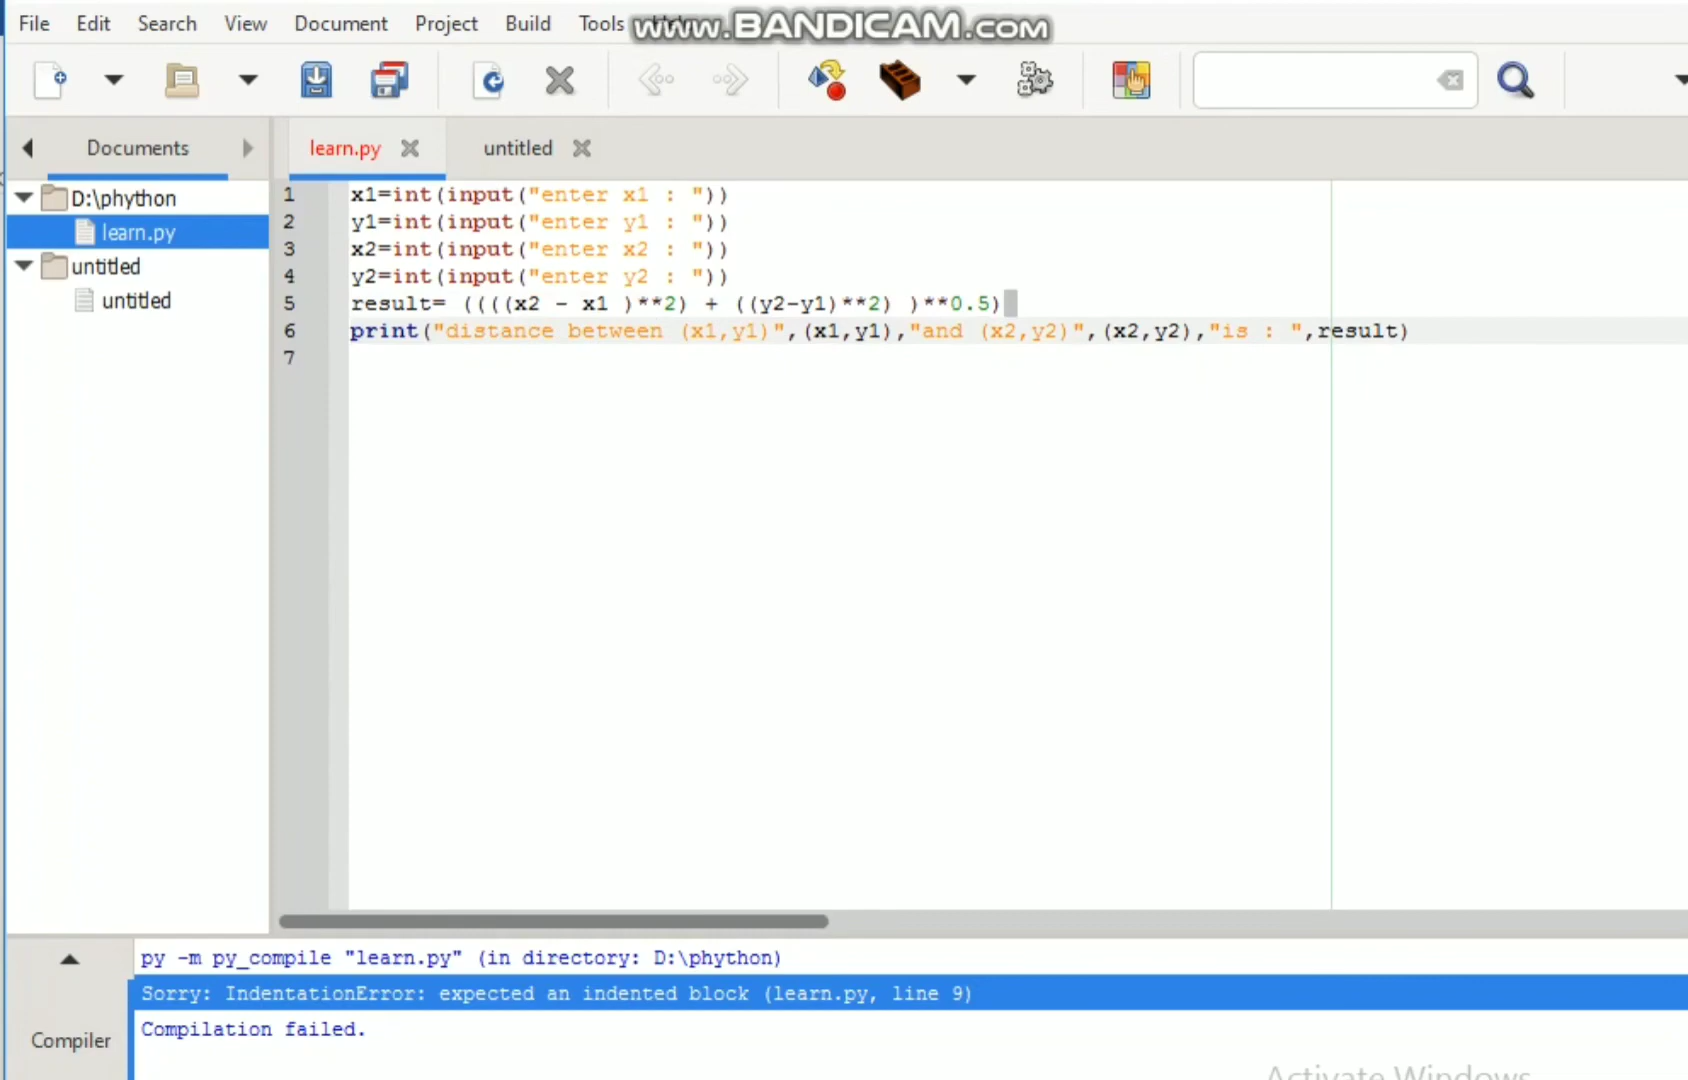 File Edit Search View Document Project Build Tools
www.BANDICAM.com
Documents
learn.py
untitled
D:\phython
learn.py
untitled
untitled
1 x1=int(input("enter x1 : "))
2 y1=int(input("enter y1 : "))
3 x2=int(input("enter x2 : "))
4 y2=int(input("enter y2 : "))
5 result= ((((x2 - x1 )**2) + ((y2-y1)**2) )**0.5)
6 print("distance between (x1,y1)",(x1,y1),"and (x2,y2)",(x2,y2),"is : ",result)
7
Compiler
py -m py_compile "learn.py" (in directory: D:\phython)
Sorry: IndentationError: expected an indented block (learn.py, line 9)
Compilation failed.
Activate Windows